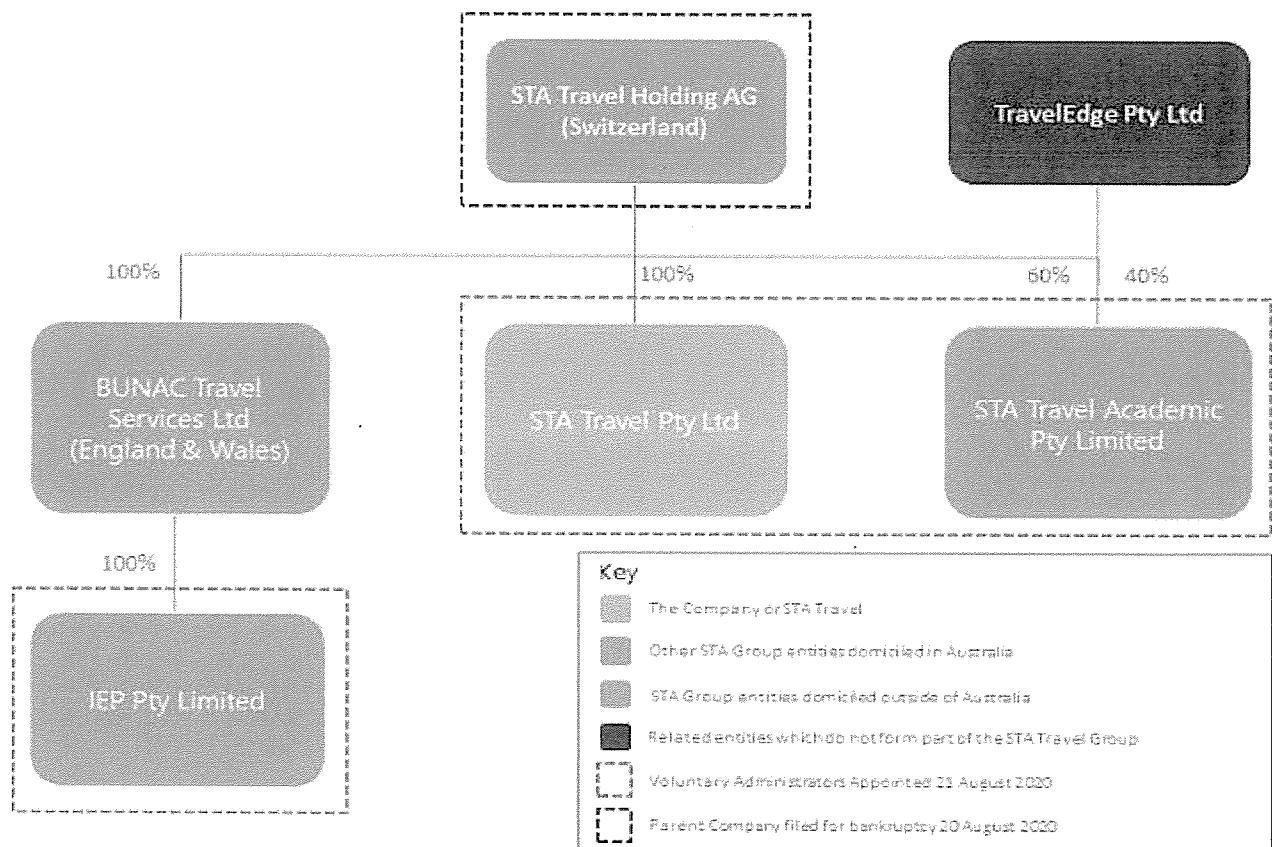 STA Travel Holding AG
(Switzerland)
TravelEdge Pty Ltd
100%
100%
60%
40%
BUNAC Travel
Services Ltd
(England & Wales)
STA Travel Pty Ltd
STA Travel Academic
Pty Limited
100%
IEP Pty Limited
Key
The Company or STA Travel
Other STA Group entities domiciled in Australia
STA Group entities domiciled outside of Australia
Related entities which do not form part of the STA Travel Group
Voluntary Administrators Appointed 21 August 2020
Parent Company filed for bankruptcy 20 August 2020